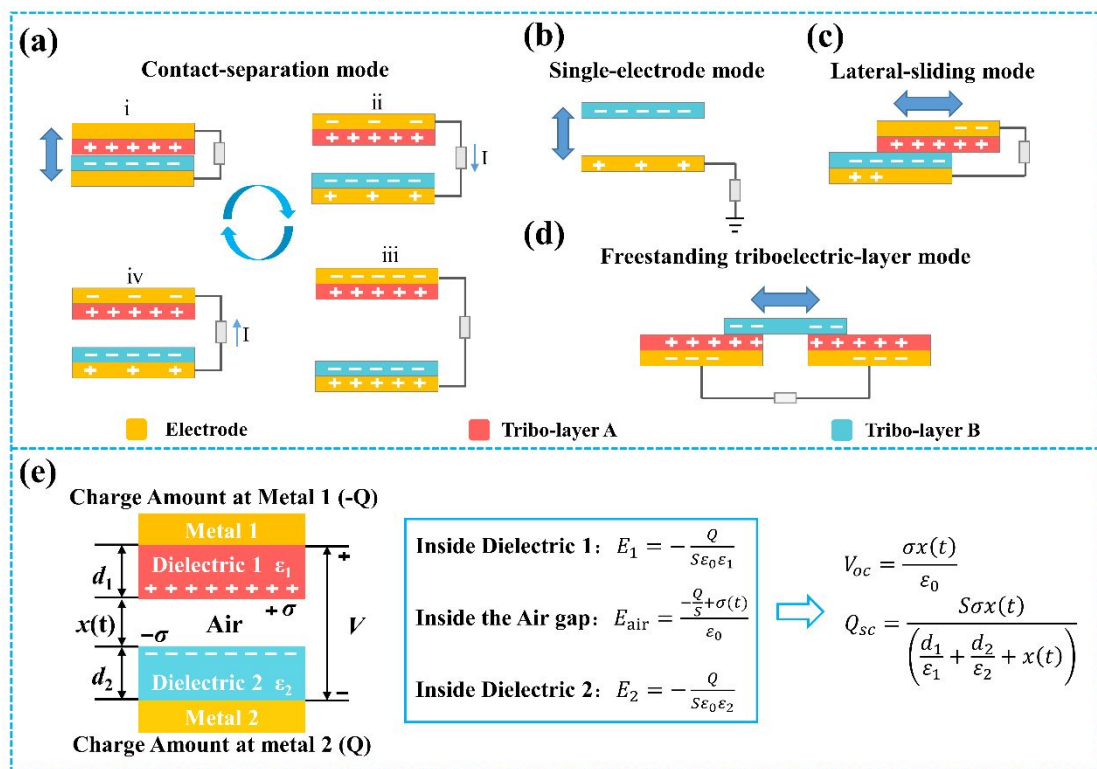 (a)
Contact-separation mode
i
ii
I
iii
iv
I
(b)
Single-electrode mode
(c)
Lateral-sliding mode
(d)
Freestanding triboelectric-layer mode
Electrode
Tribo-layer A
Tribo-layer B
(e)
Charge Amount at Metal 1 (-Q)
Metal 1
Dielectric 1 ε₁
d₁
+ σ
x(t)
Air
−σ
V
+
−
d₂
Dielectric 2 ε₂
Metal 2
Charge Amount at metal 2 (Q)
Inside Dielectric 1: E₁ = −Q/(Sε₀ε₁)
Inside the Air gap: E_air = (−Q/S+σ(t))/ε₀
Inside Dielectric 2: E₂ = −Q/(Sε₀ε₂)
V_oc = σx(t)/ε₀
Q_sc = Sσx(t)/(d₁/ε₁ + d₂/ε₂ + x(t))